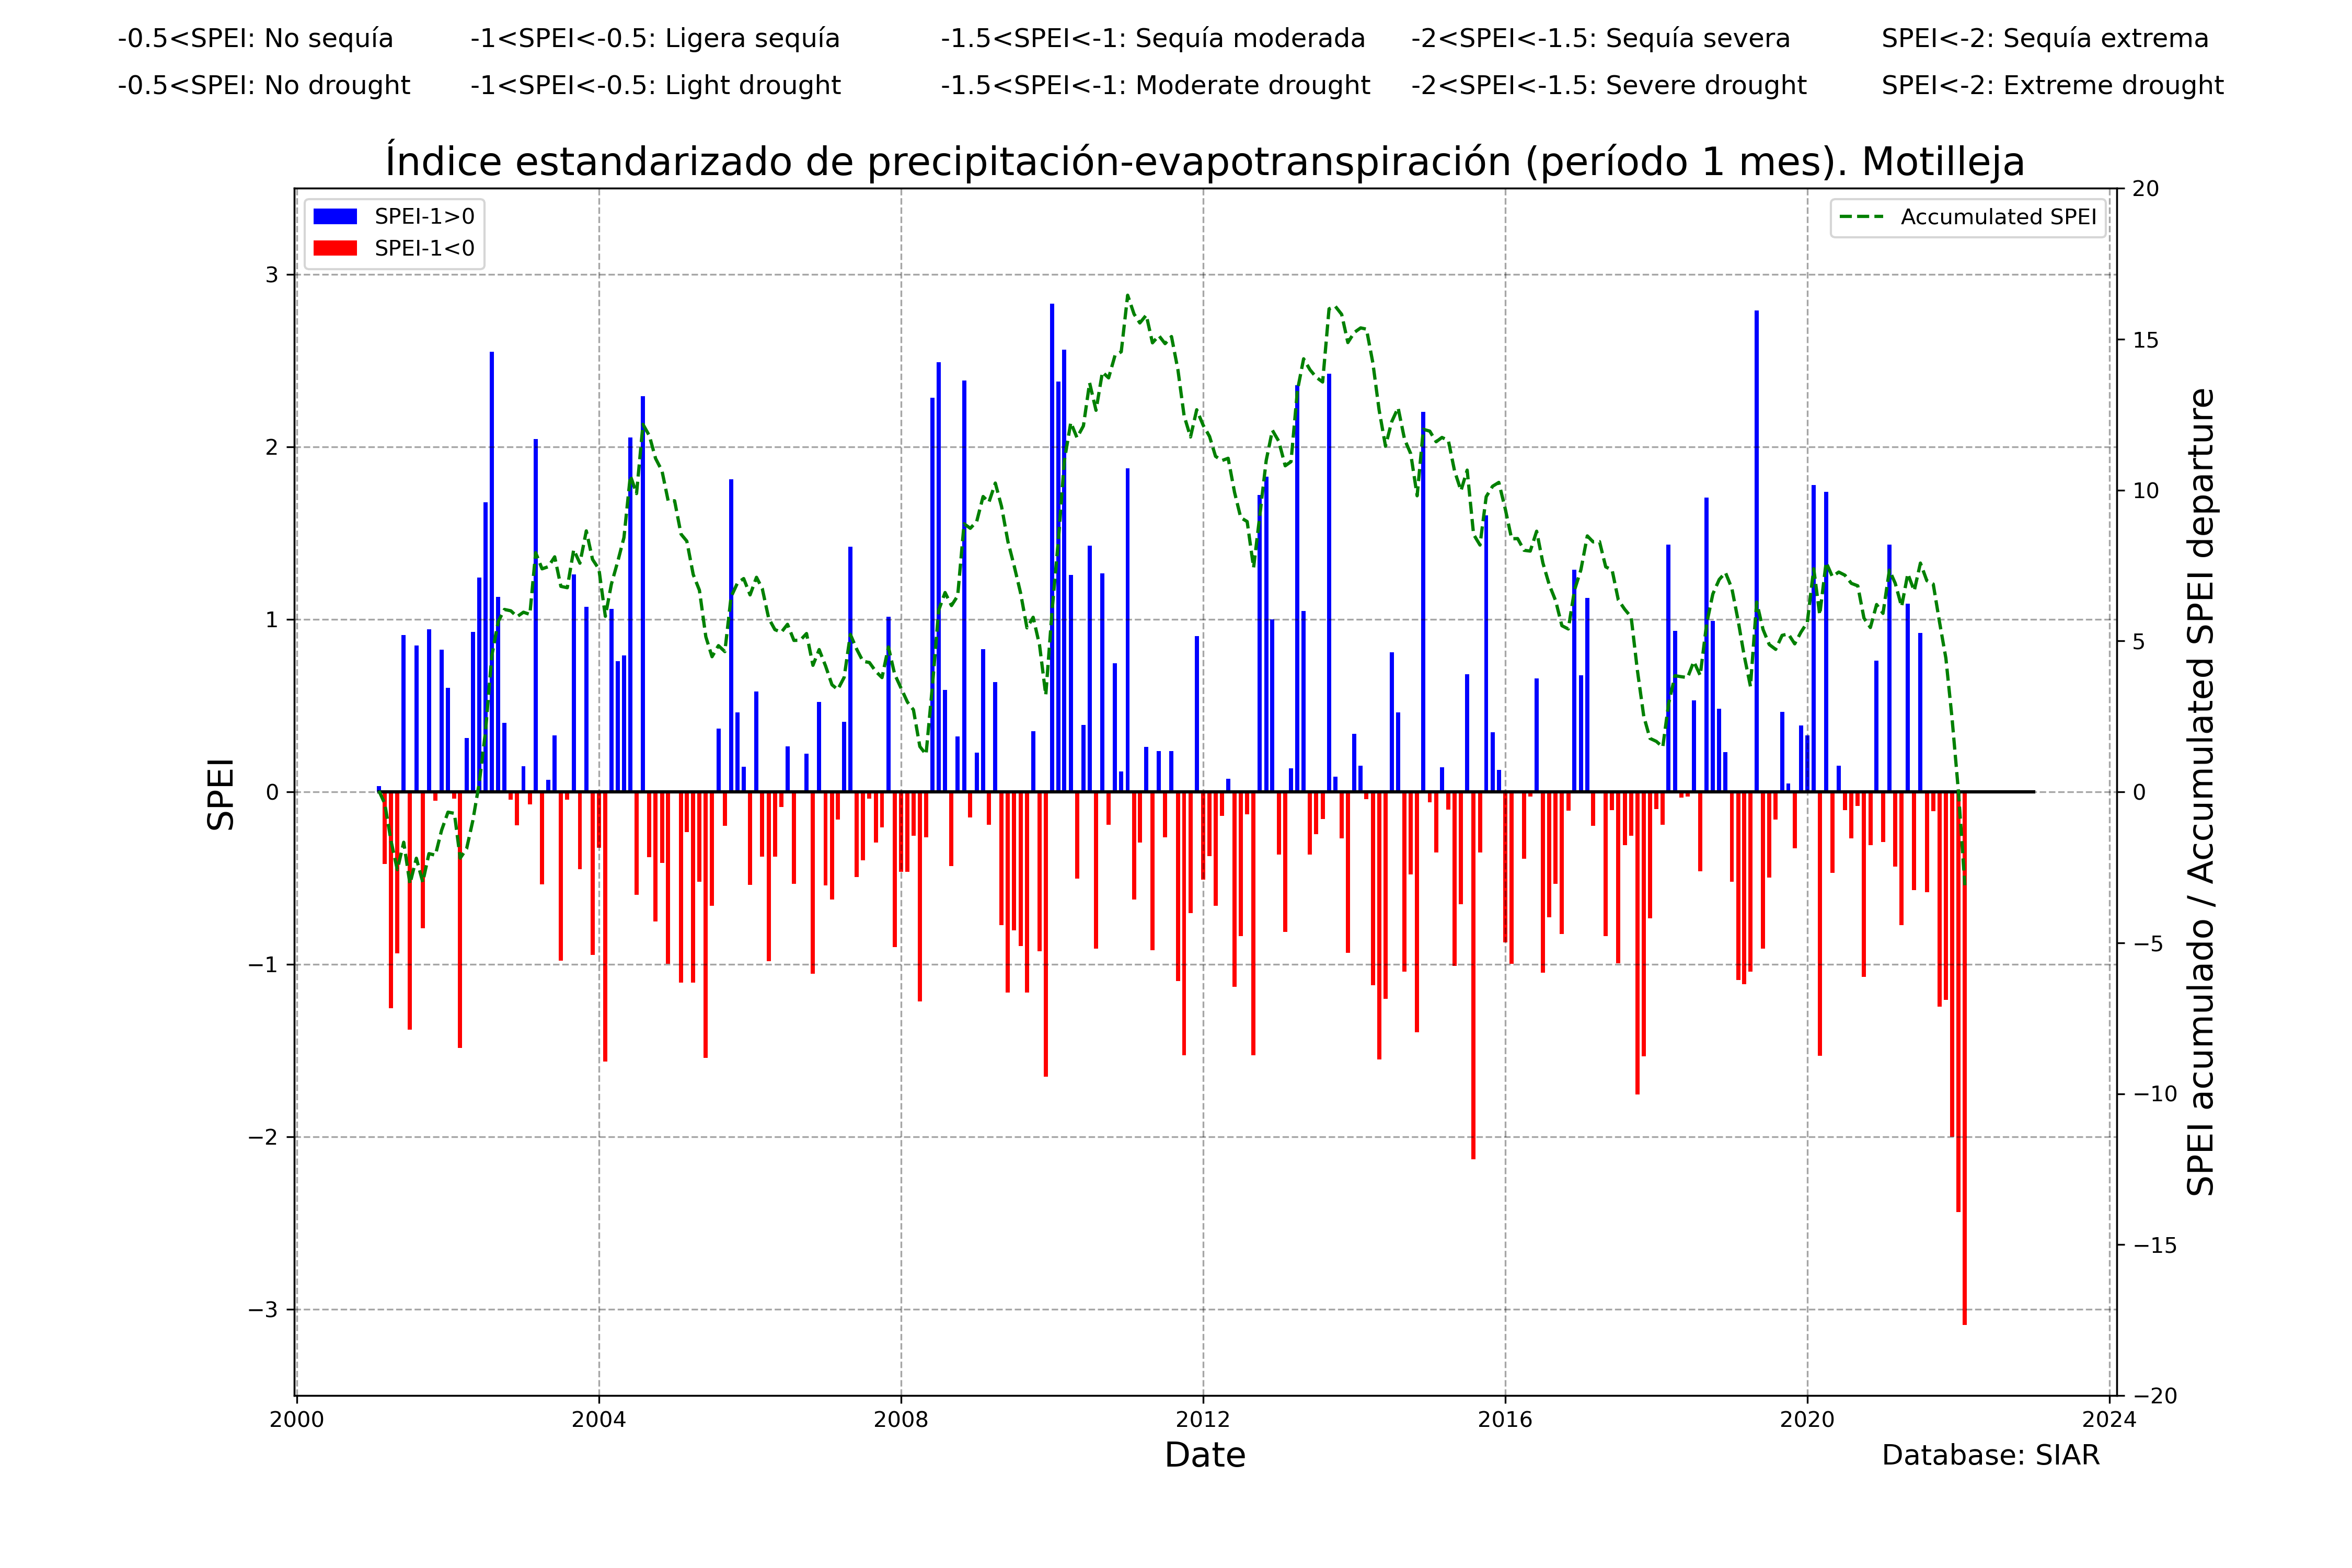 -0.5<SPEI: No sequía -1<SPEI<-0.5: Ligera sequía -1.5<SPEI<-1: Sequía moderada -2<SPEI<-1.5: Sequía severa SPEI<-2: Sequía extrema
-0.5<SPEI: No drought -1<SPEI<-0.5: Light drought -1.5<SPEI<-1: Moderate drought -2<SPEI<-1.5: Severe drought SPEI<-2: Extreme drought
Índice estandarizado de precipitación-evapotranspiración (período 1 mes). Motilleja
SPEI-1>0
SPEI-1<0
Accumulated SPEI
SPEI
3
2
1
0
−1
−2
−3
20
15
10
5
0
−5
−10
−15
−20
SPEI acumulado / Accumulated SPEI departure
2000 2004 2008 2012 2016 2020 2024
Date
Database: SIAR